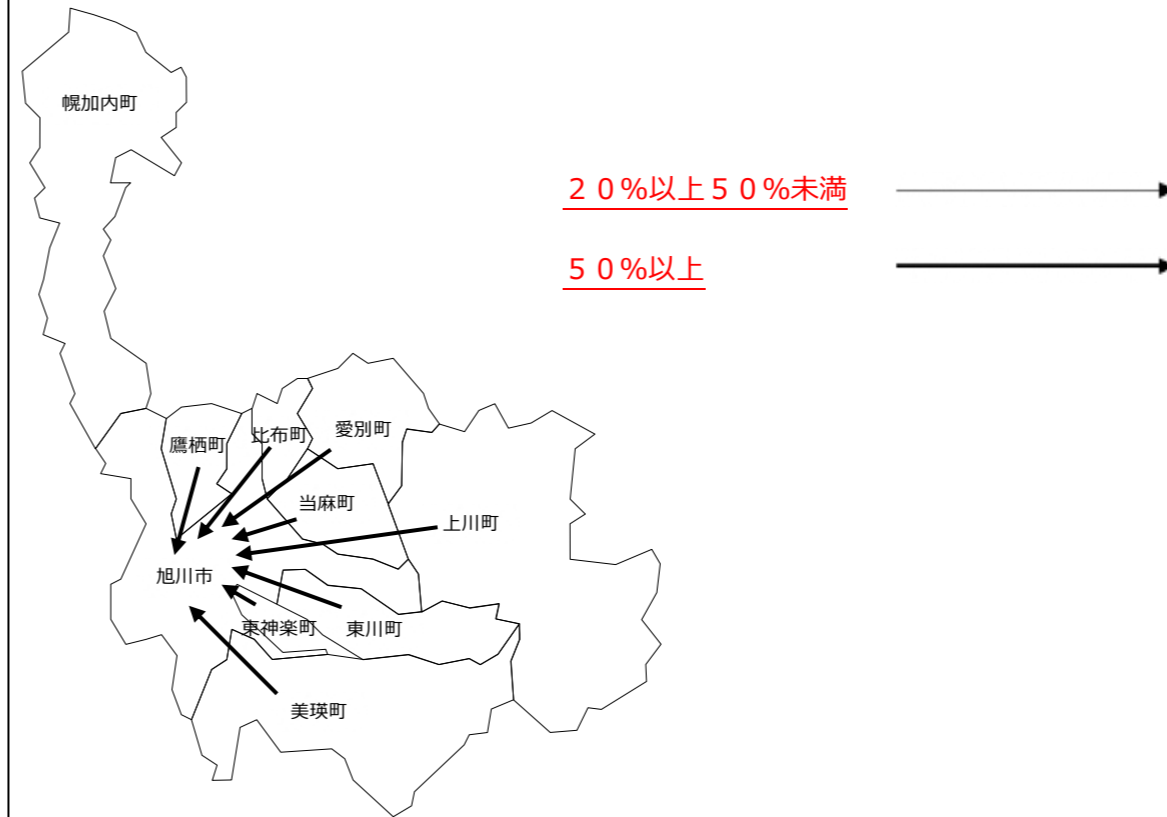 幌加内町
２０%以上５０%未満
５０%以上
鷹栖町
比布町
愛別町
当麻町
上川町
旭川市
東神楽町
東川町
美瑛町